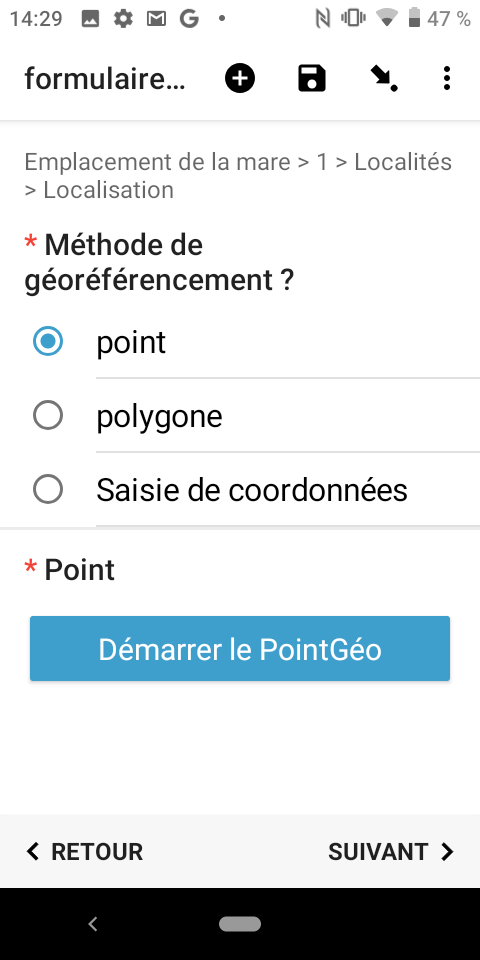 14:29 47 %
formulaire...
Emplacement de la mare > 1 > Localités
> Localisation
* Méthode de
géoréférencement ?
point
polygone
Saisie de coordonnées
* Point
Démarrer le PointGéo
RETOUR SUIVANT